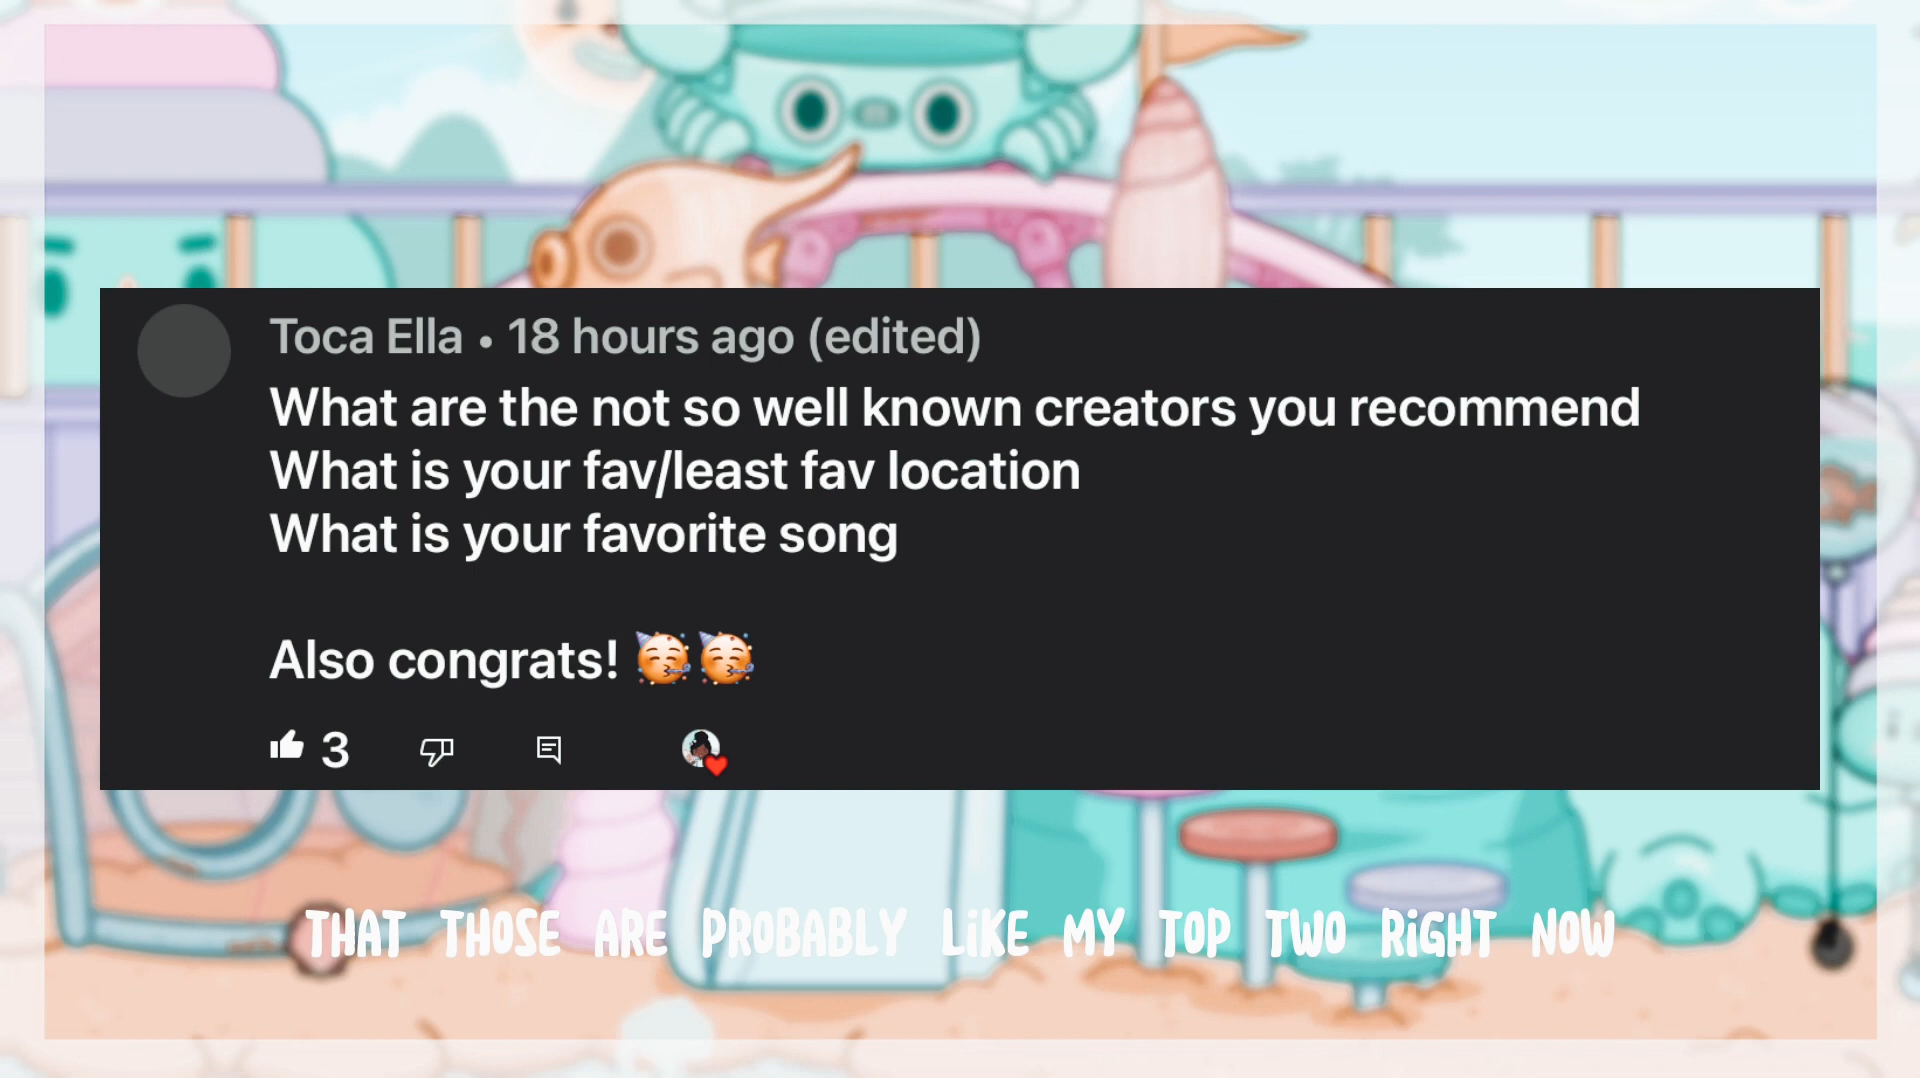 Toca Ella • 18 hours ago (edited)
What are the not so well known creators you recommend
What is your fav/least fav location
What is your favorite song
Also congrats! 🥳🥳
3
THAT THOSE ARE PROBABLY LIKE MY TOP TWO RIGHT NOW